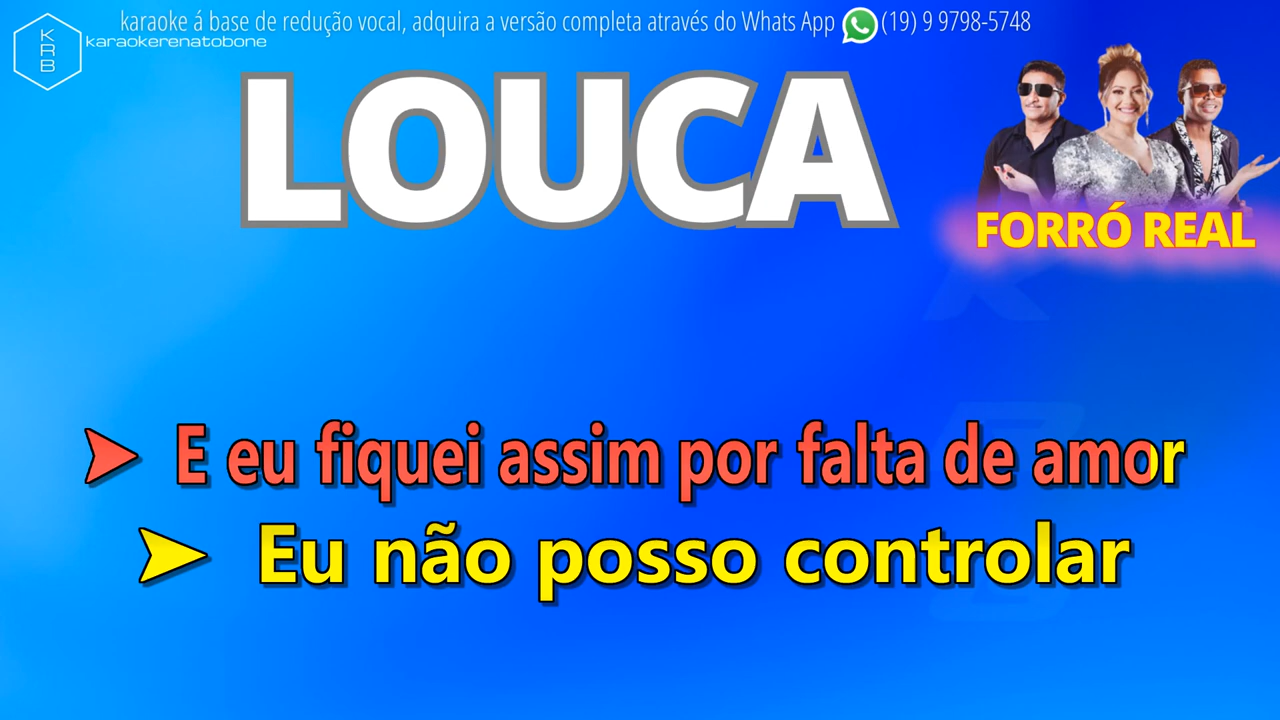 karaoke á base de redução vocal, adquira a versão completa através do Whats App (19) 9 9798-5748
KRB
karaokerenatobone
LOUCA
FORRÓ REAL
E eu fiquei assim por falta de amor
Eu não posso controlar